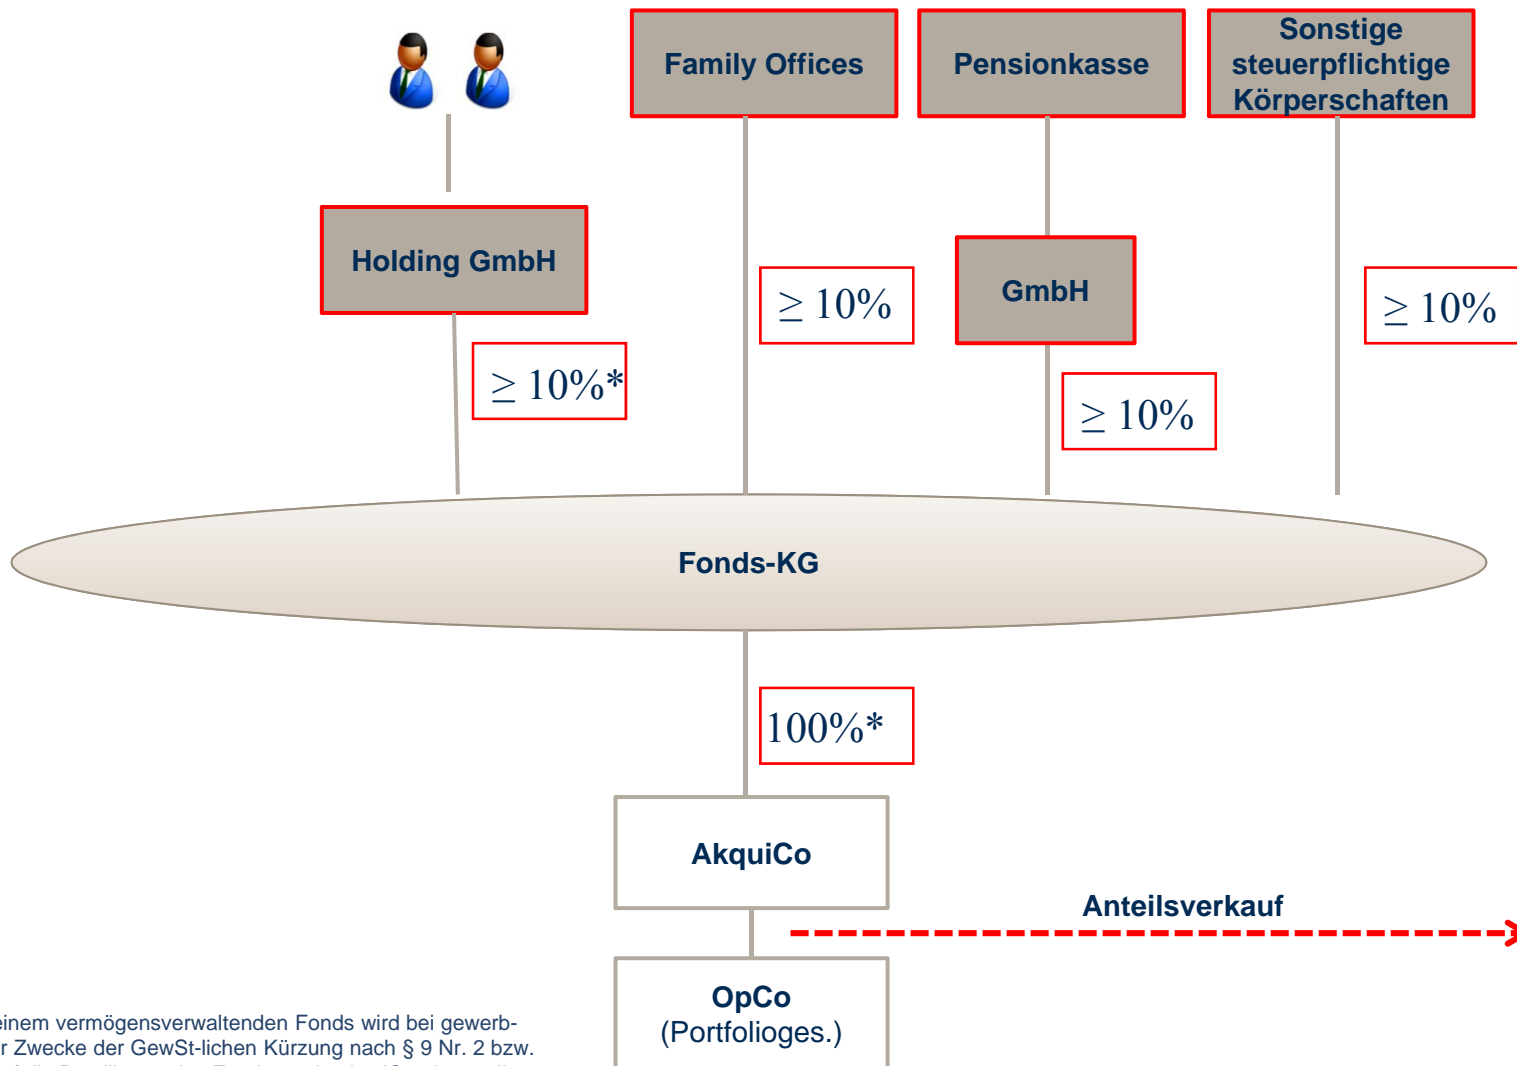 Family Offices
Pensionkasse
Sonstige
steuerpflichtige
Körperschaften
Holding GmbH
GmbH
≥ 10%*
≥ 10%
≥ 10%
≥ 10%
Fonds-KG
100%*
AkquiCo
Anteilsverkauf
OpCo
(Portfolioges.)
einem vermögensverwaltenden Fonds wird bei gewerb-
r Zwecke der GewSt-lichen Kürzung nach § 9 Nr. 2 bzw.